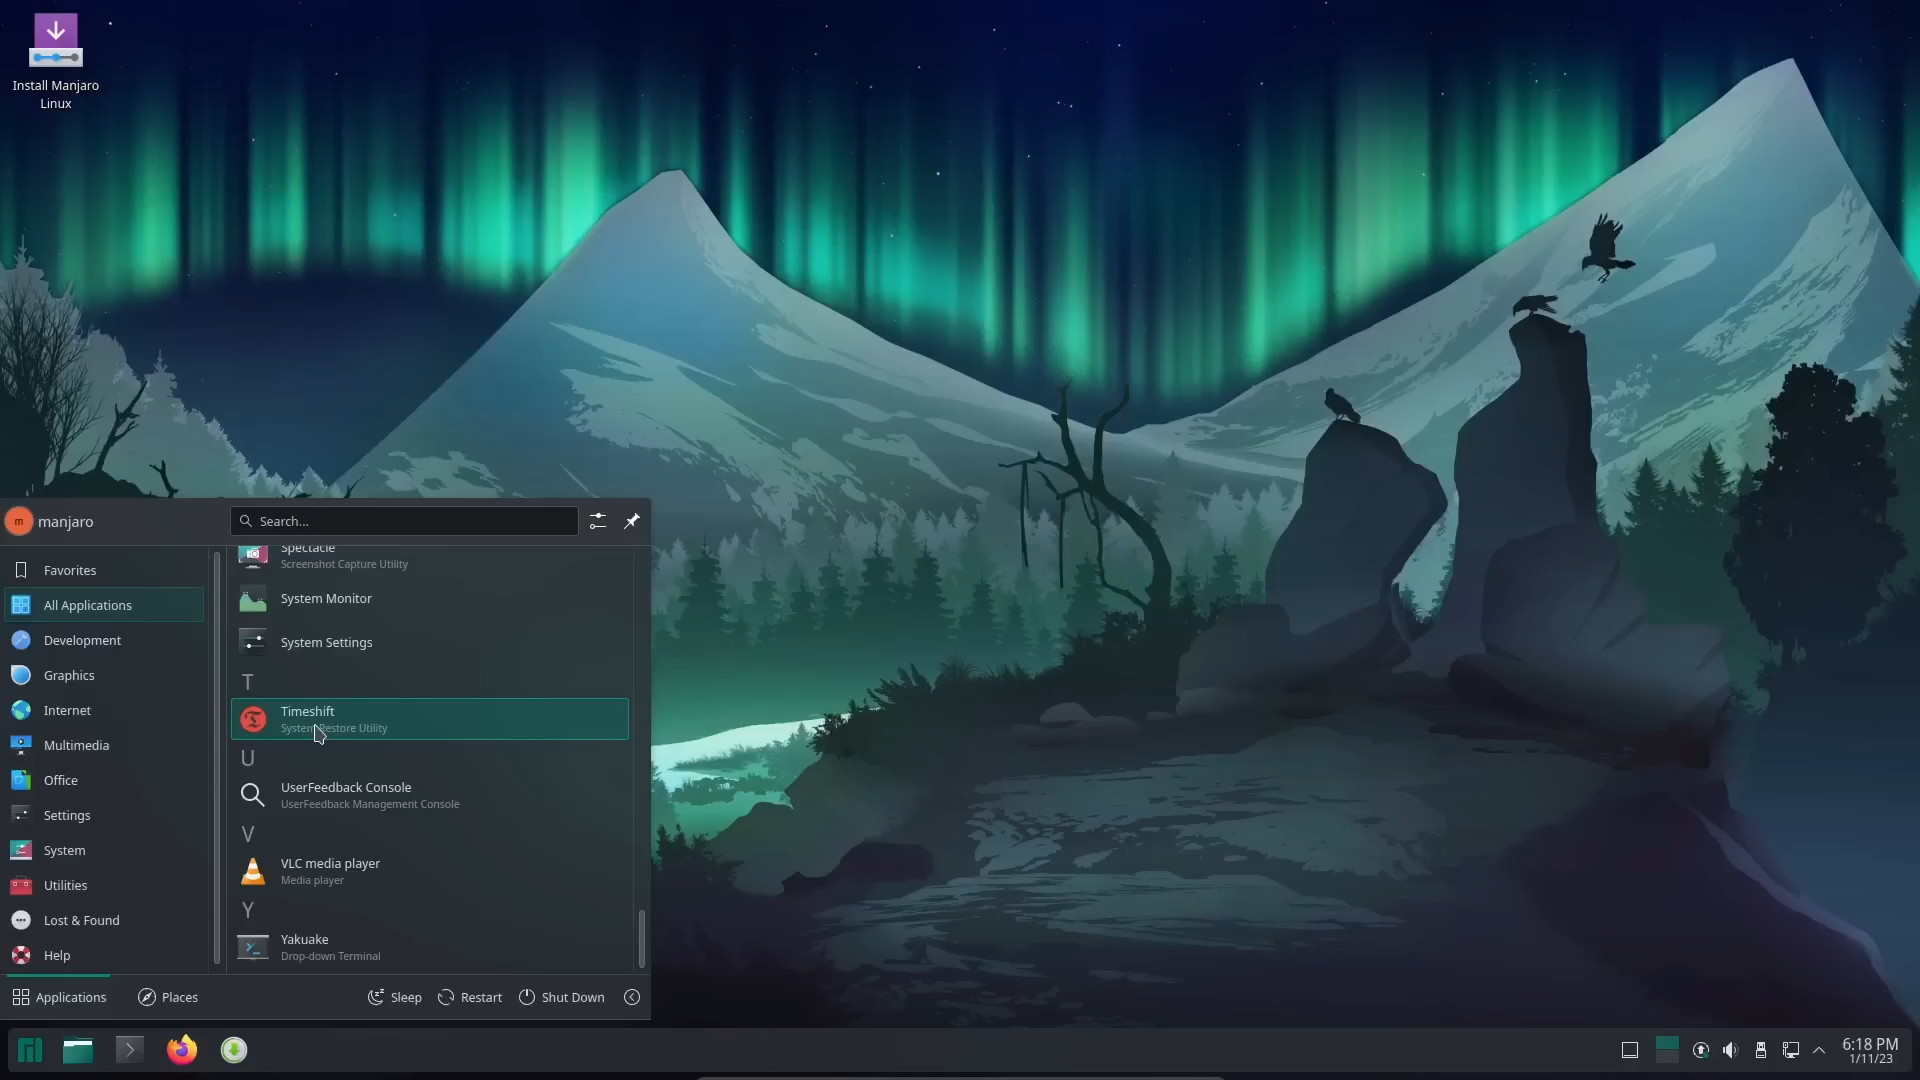 Install Manjaro
Linux
m
manjaro
Search...
Favorites
All Applications
Development
Graphics
Internet
Multimedia
Office
Settings
System
Utilities
Lost & Found
Help
Spectacle
Screenshot Capture Utility
System Monitor
System Settings
T
Timeshift
System Restore Utility
U
UserFeedback Console
UserFeedback Management Console
V
VLC media player
Media player
Y
Yakuake
Drop-down Terminal
Applications
Places
Sleep
Restart
Shut Down
6:18 PM
1/11/23